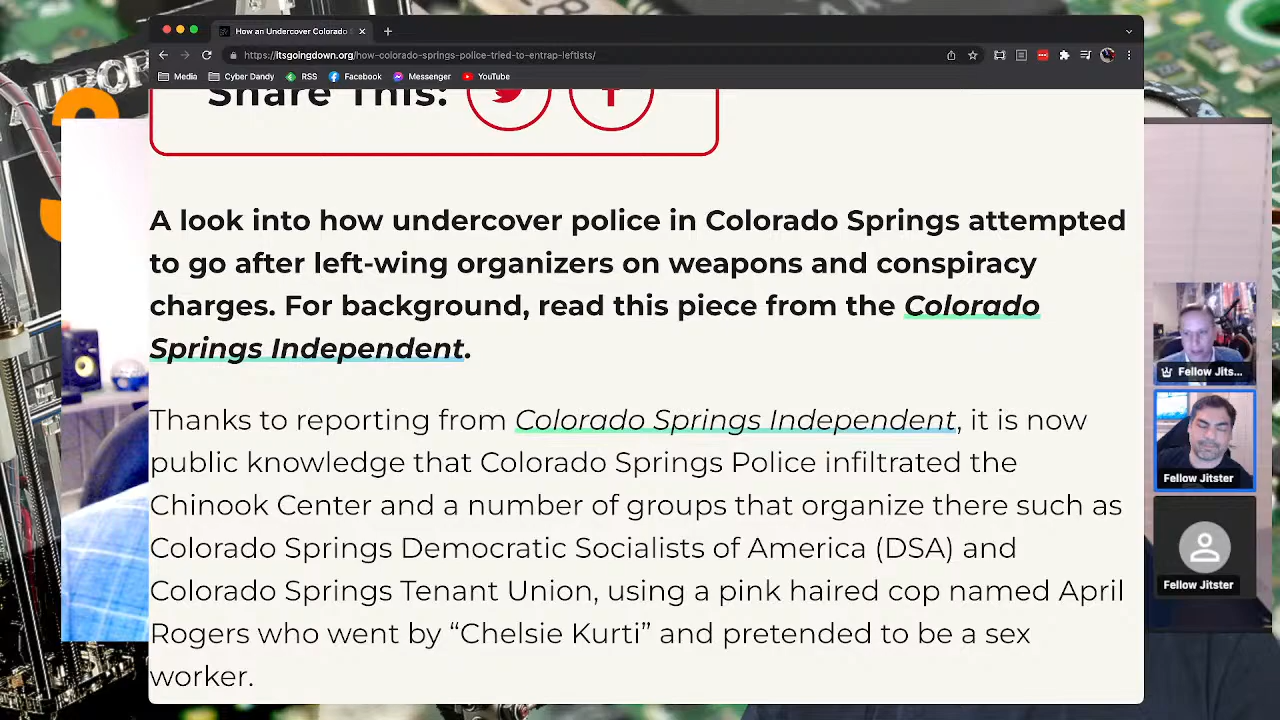 How an Undercover Colorado S
https://itsgoingdown.org/how-colorado-springs-police-tried-to-entrap-leftists/
Media
Cyber Dandy
RSS
Facebook
Messenger
YouTube
Share This:
A look into how undercover police in Colorado Springs attempted
to go after left-wing organizers on weapons and conspiracy
charges. For background, read this piece from the Colorado
Springs Independent.
Thanks to reporting from Colorado Springs Independent, it is now
public knowledge that Colorado Springs Police infiltrated the
Chinook Center and a number of groups that organize there such as
Colorado Springs Democratic Socialists of America (DSA) and
Colorado Springs Tenant Union, using a pink haired cop named April
Rogers who went by “Chelsie Kurti” and pretended to be a sex
worker.
Fellow Jits...
Fellow Jitster
Fellow Jitster